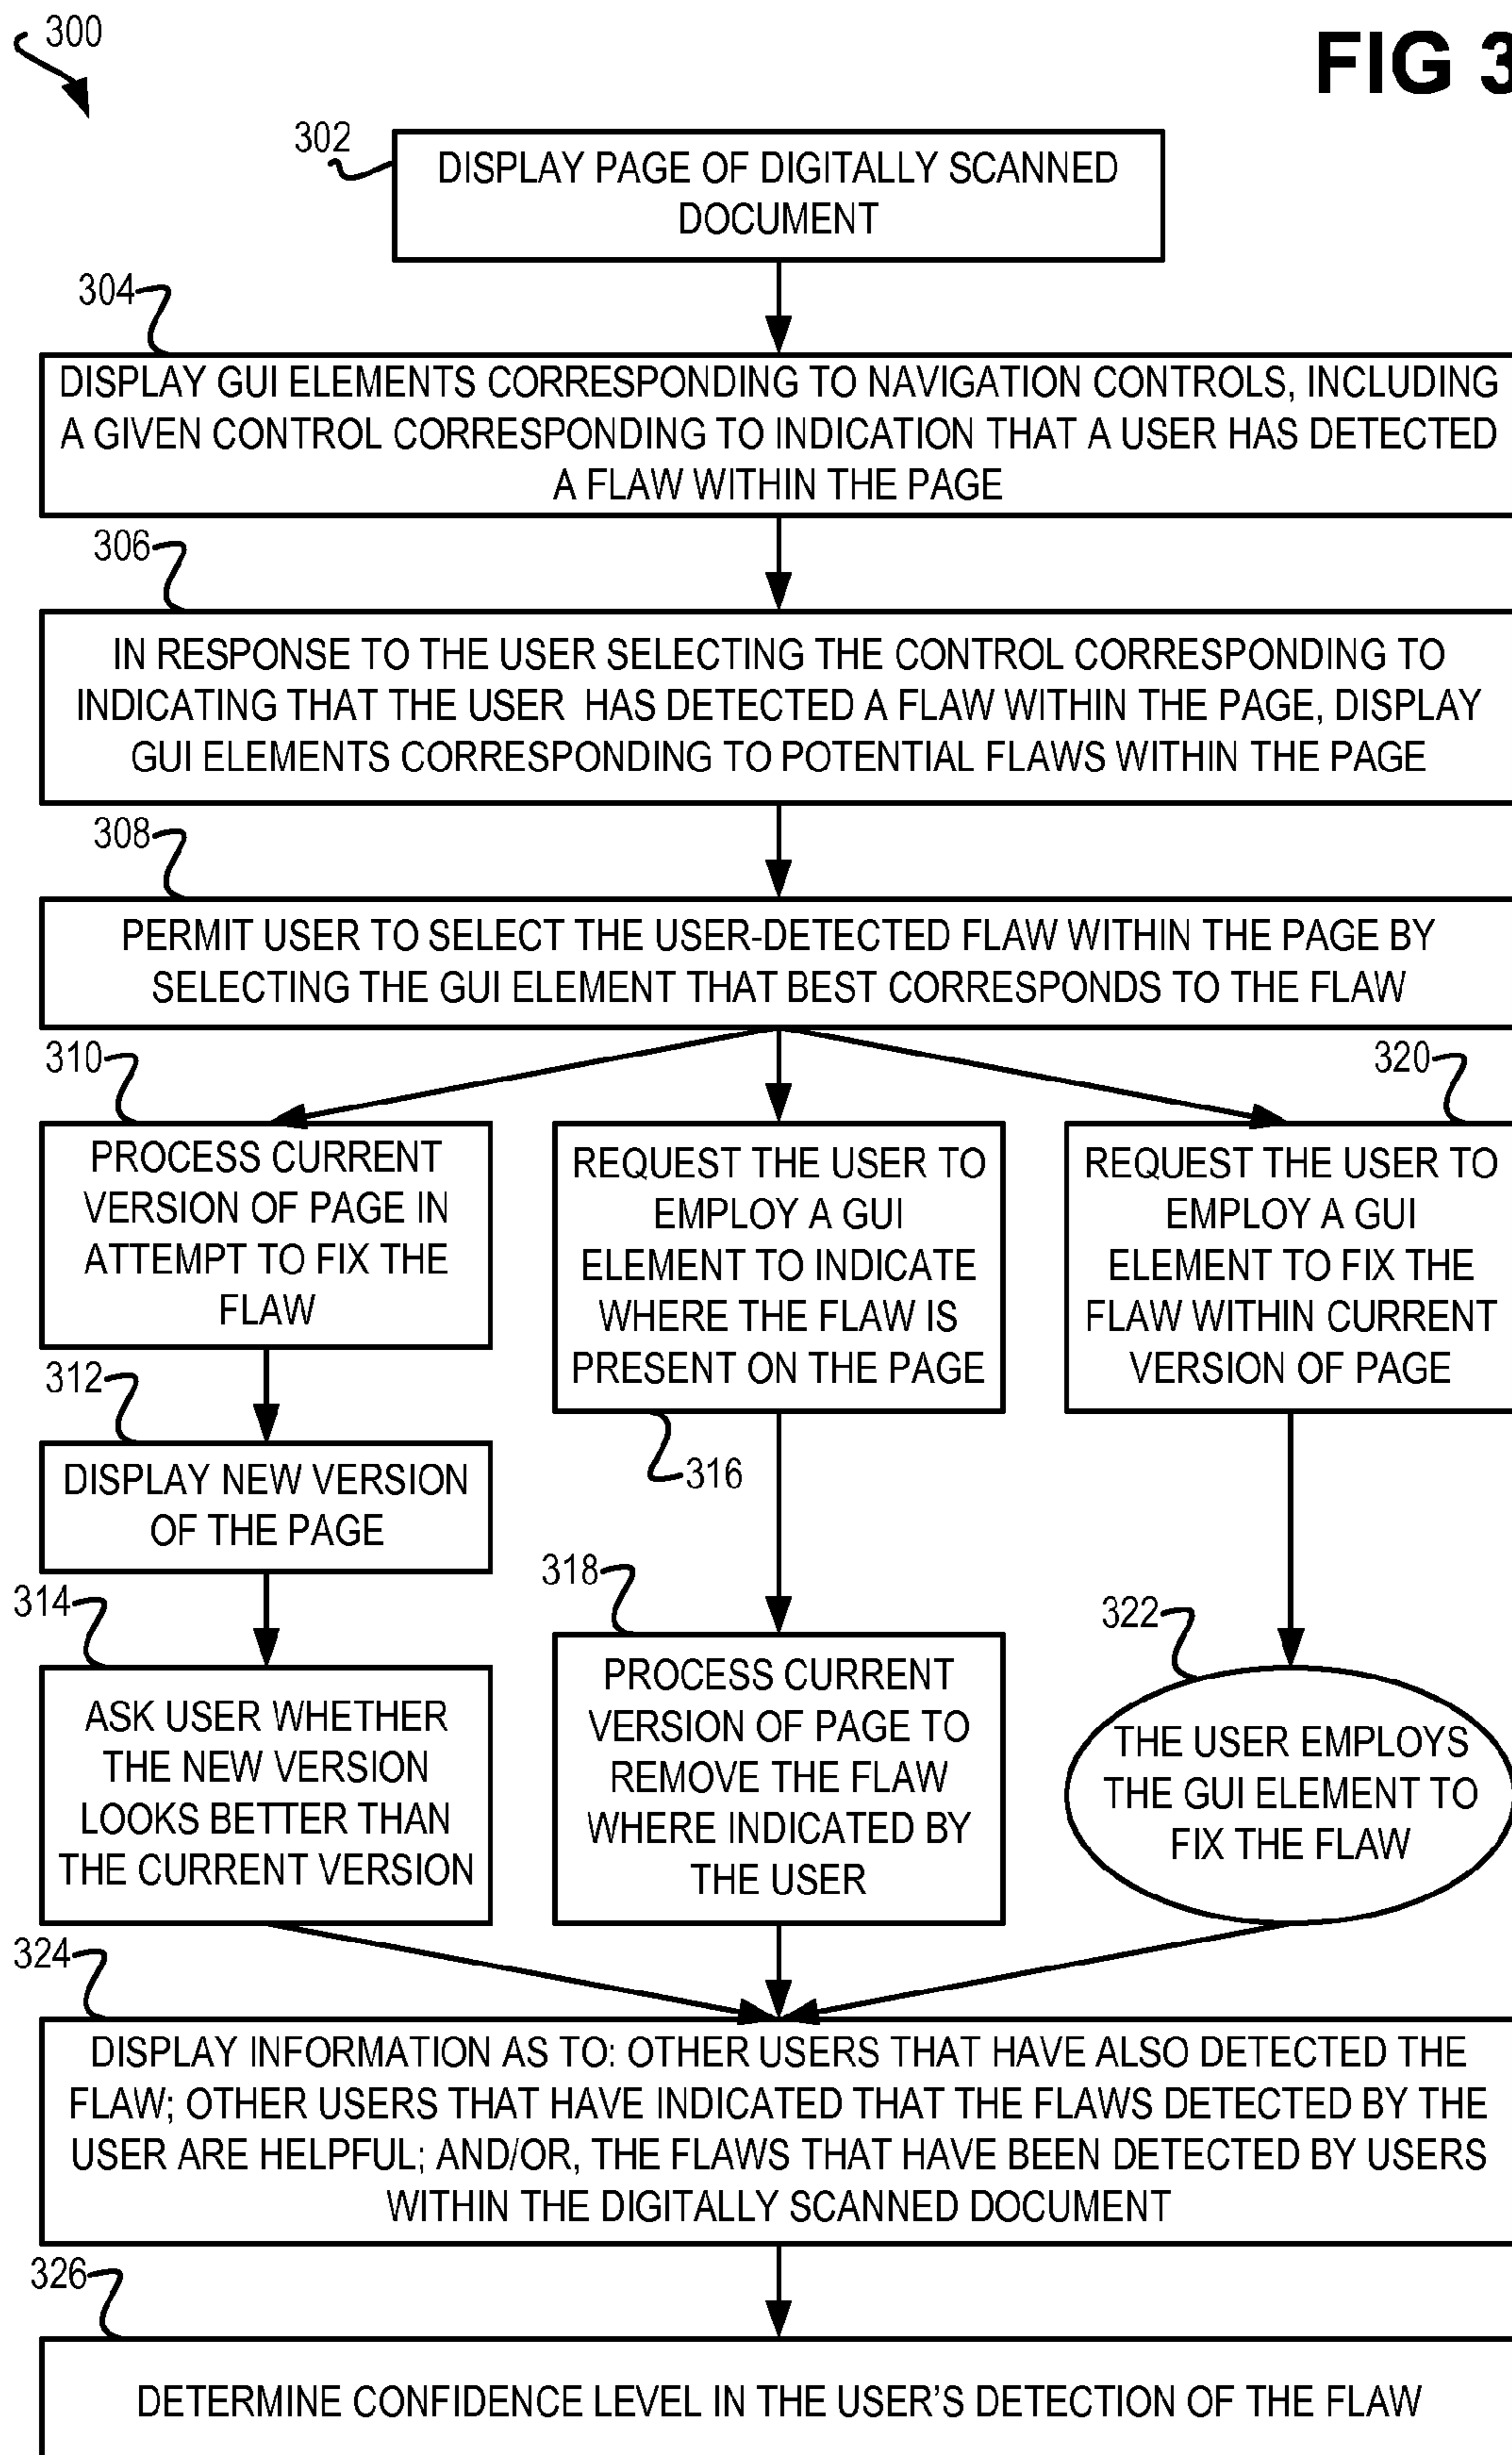 300
FIG 3
302
DISPLAY PAGE OF DIGITALLY SCANNED
DOCUMENT
304
DISPLAY GUI ELEMENTS CORRESPONDING TO NAVIGATION CONTROLS, INCLUDING
A GIVEN CONTROL CORRESPONDING TO INDICATION THAT A USER HAS DETECTED
A FLAW WITHIN THE PAGE
306
IN RESPONSE TO THE USER SELECTING THE CONTROL CORRESPONDING TO
INDICATING THAT THE USER HAS DETECTED A FLAW WITHIN THE PAGE, DISPLAY
GUI ELEMENTS CORRESPONDING TO POTENTIAL FLAWS WITHIN THE PAGE
308
PERMIT USER TO SELECT THE USER-DETECTED FLAW WITHIN THE PAGE BY
SELECTING THE GUI ELEMENT THAT BEST CORRESPONDS TO THE FLAW
310
PROCESS CURRENT
VERSION OF PAGE IN
ATTEMPT TO FIX THE
FLAW
312
DISPLAY NEW VERSION
OF THE PAGE
314
ASK USER WHETHER
THE NEW VERSION
LOOKS BETTER THAN
THE CURRENT VERSION
REQUEST THE USER TO
EMPLOY A GUI
ELEMENT TO INDICATE
WHERE THE FLAW IS
PRESENT ON THE PAGE
316
318
PROCESS CURRENT
VERSION OF PAGE TO
REMOVE THE FLAW
WHERE INDICATED BY
THE USER
320
REQUEST THE USER TO
EMPLOY A GUI
ELEMENT TO FIX THE
FLAW WITHIN CURRENT
VERSION OF PAGE
322
THE USER EMPLOYS
THE GUI ELEMENT TO
FIX THE FLAW
324
DISPLAY INFORMATION AS TO: OTHER USERS THAT HAVE ALSO DETECTED THE
FLAW; OTHER USERS THAT HAVE INDICATED THAT THE FLAWS DETECTED BY THE
USER ARE HELPFUL; AND/OR, THE FLAWS THAT HAVE BEEN DETECTED BY USERS
WITHIN THE DIGITALLY SCANNED DOCUMENT
326
DETERMINE CONFIDENCE LEVEL IN THE USER'S DETECTION OF THE FLAW